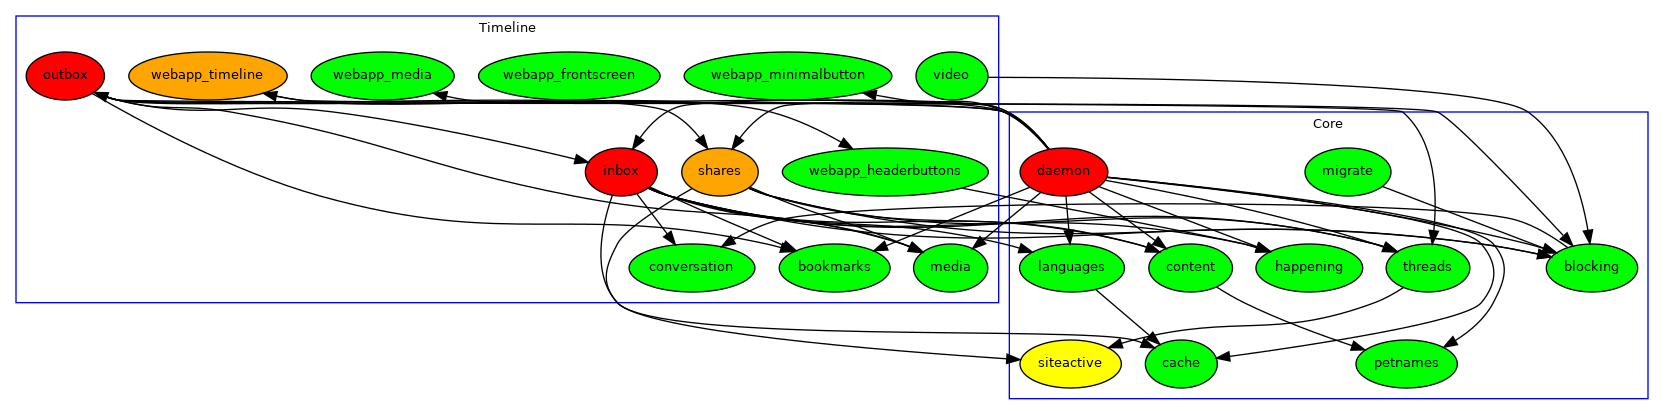 Timeline
outbox
webapp_timeline
webapp_media
webapp_frontscreen
webapp_minimalbutton
video
Core
inbox
shares
webapp_headerbuttons
daemon
migrate
conversation
bookmarks
media
languages
content
happening
threads
blocking
siteactive
cache
petnames